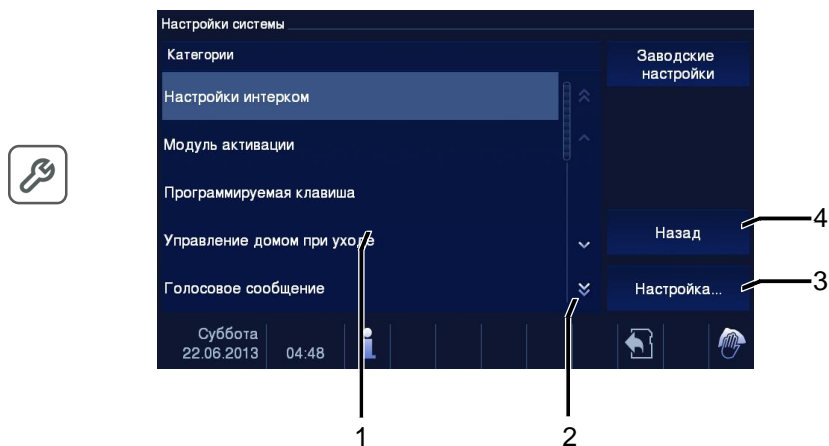 Настройки системы
Категории
Заводские
настройки
Настройки интерком
Модуль активации
Программируемая клавиша
Управление домом при уходе
Назад
4
Голосовое сообщение
Настройка...
3
Суббота
22.06.2013
04:48
1
2